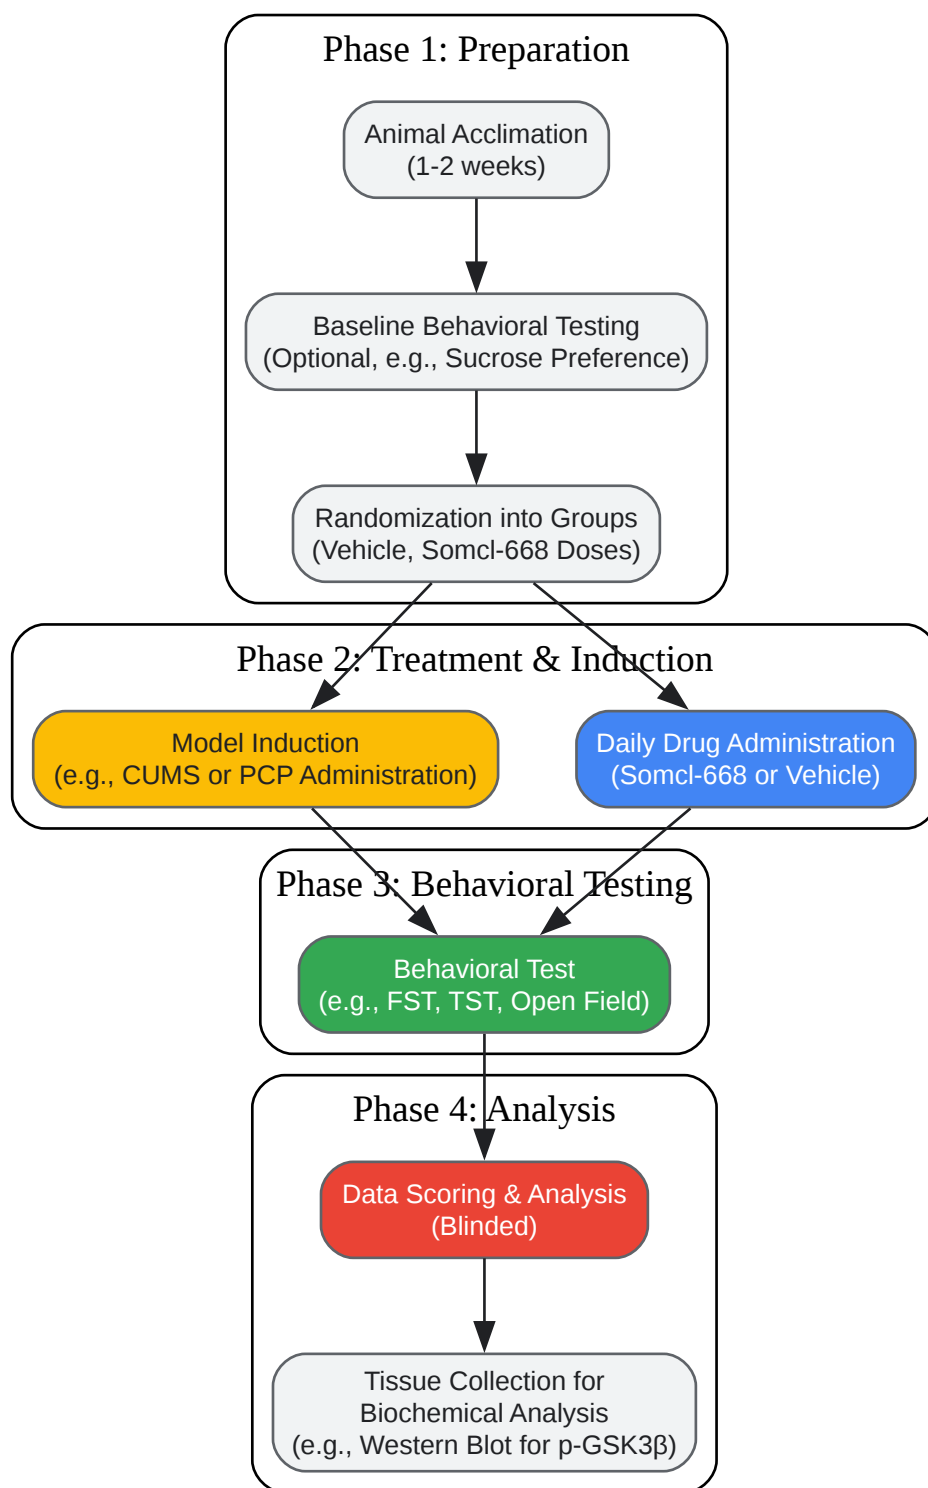 Phase 1: Preparation
Animal Acclimation
(1-2 weeks)
Baseline Behavioral Testing
(Optional, e.g., Sucrose Preference)
Randomization into Groups
(Vehicle, Somcl-668 Doses)
Phase 2: Treatment & Induction
Model Induction
(e.g., CUMS or PCP Administration)
Daily Drug Administration
(Somcl-668 or Vehicle)
Phase 3: Behavioral Testing
Behavioral Test
(e.g., FST, TST, Open Field)
Phase 4: Analysis
Data Scoring & Analysis
(Blinded)
Tissue Collection for
Biochemical Analysis
(e.g., Western Blot for p-GSK3β)